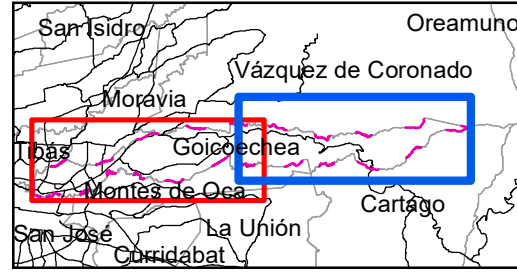 San Isidro
Oreamuno
Vázquez de Coronado
Moravia
Tibás
Goicoechea
Montes de Oca
Cartago
La Unión
San José
Curridabat